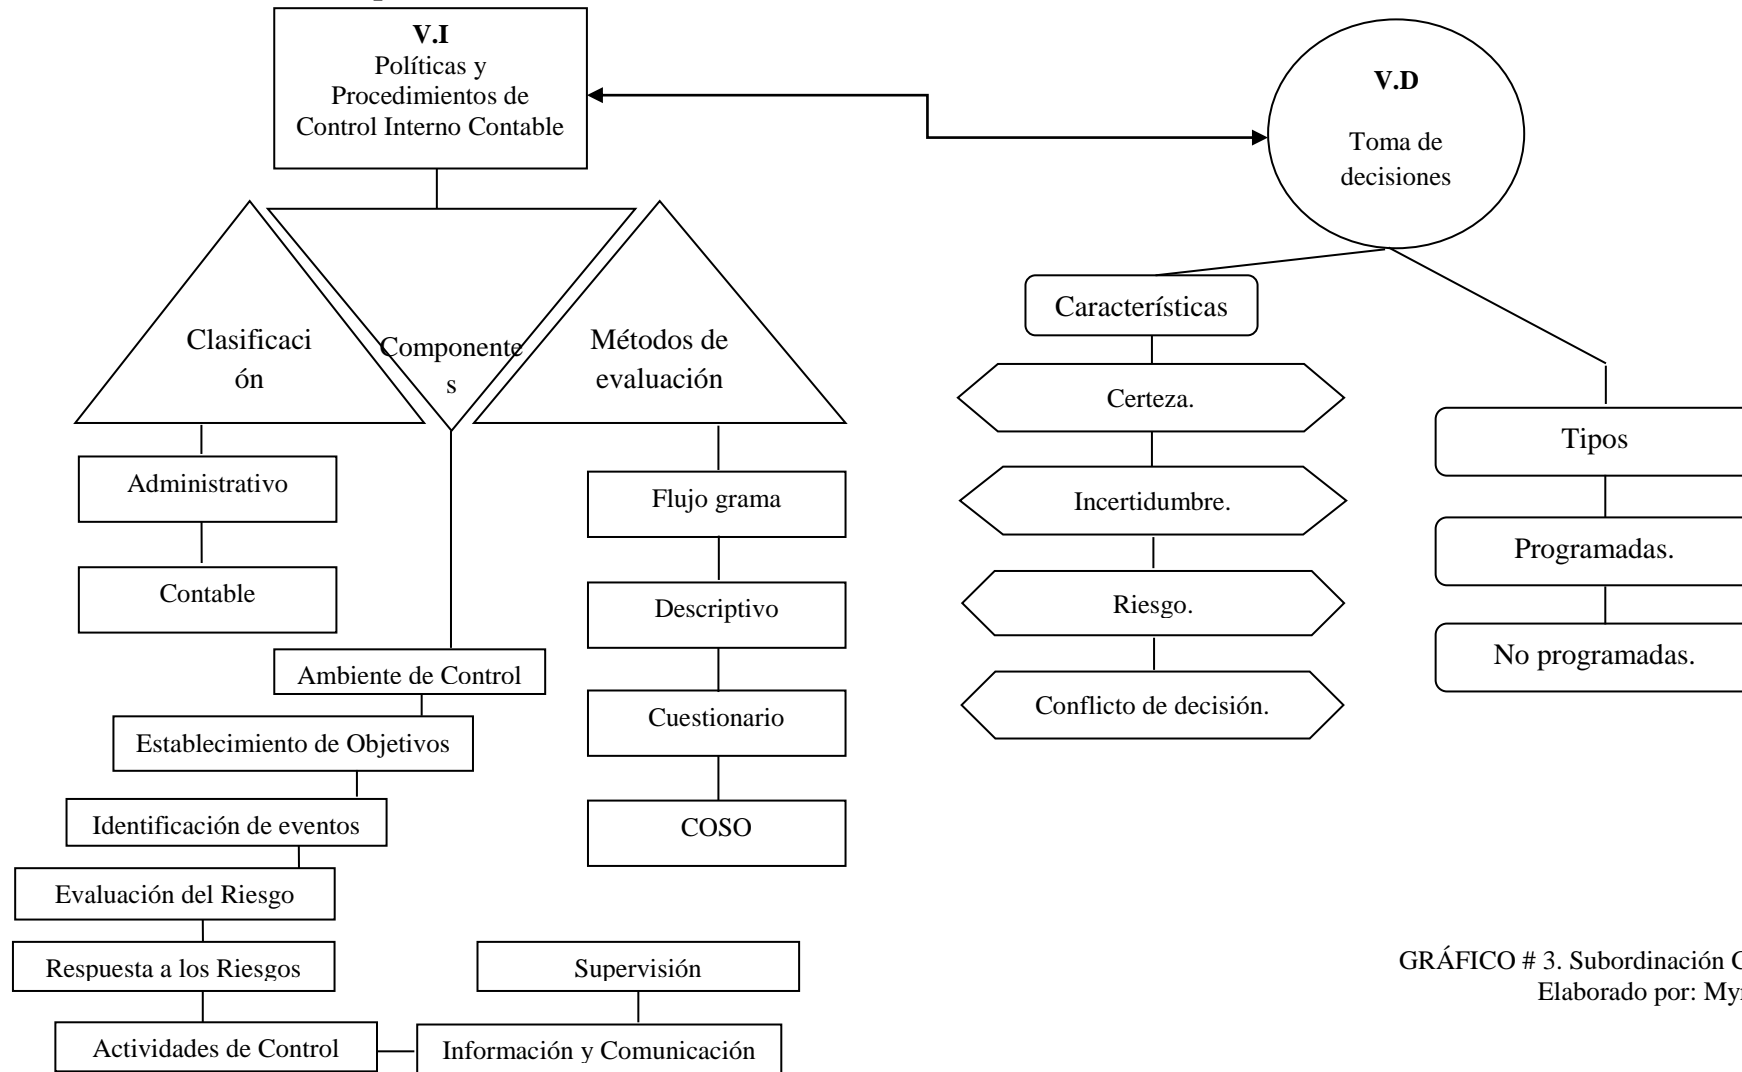 V.I
Políticas y
Procedimientos de
Control Interno Contable
V.D
Toma de
decisiones
Clasificaci
ón
Componente
s
Métodos de
evaluación
Administrativo
Contable
Flujo grama
Descriptivo
Cuestionario
COSO
Ambiente de Control
Establecimiento de Objetivos
Identificación de eventos
Evaluación del Riesgo
Respuesta a los Riesgos
Actividades de Control
Información y Comunicación
Supervisión
Características
Certeza.
Incertidumbre.
Riesgo.
Conflicto de decisión.
Tipos
Programadas.
No programadas.
GRÁFICO # 3. Subordinación
Elaborado por: